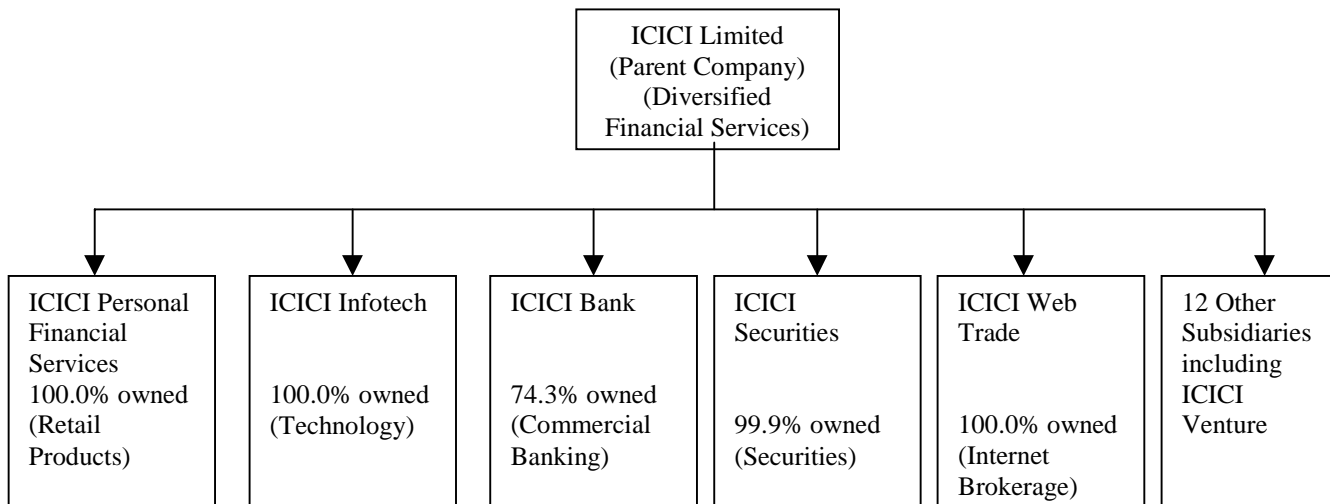 ICICI Limited
(Parent Company)
(Diversified
Financial Services)
ICICI Personal
Financial
Services
100.0% owned
(Retail
Products)
ICICI Infotech
100.0% owned
(Technology)
ICICI Bank
74.3% owned
(Commercial
Banking)
ICICI
Securities
99.9% owned
(Securities)
ICICI Web
Trade
100.0% owned
(Internet
Brokerage)
12 Other
Subsidiaries
including
ICICI
Venture